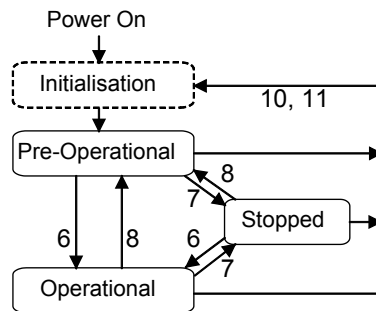 Power On
Initialisation
10, 11
Pre-Operational
8
7
Stopped
6
8
6
7
Operational